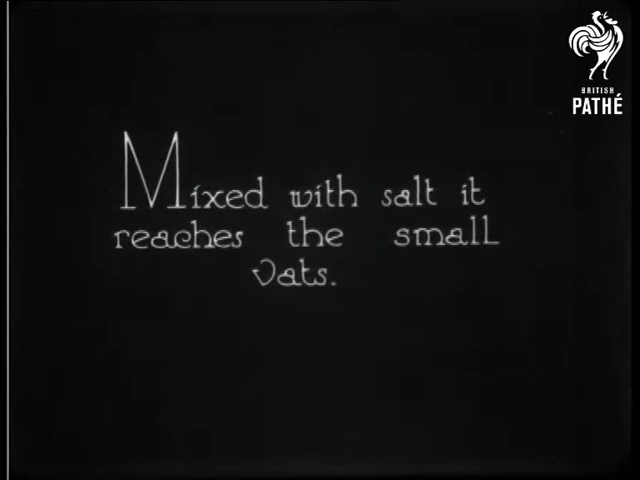 BRITISH
PATHÉ
Mixed with salt it
reaches the small
Vats.